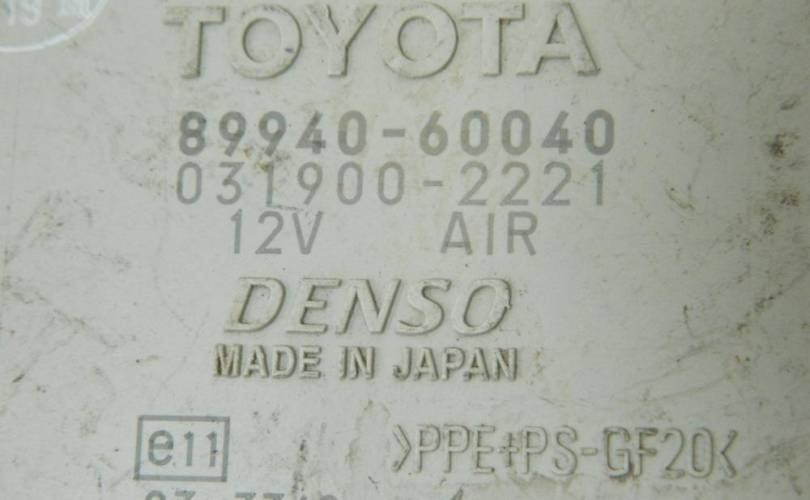 TOYOTA
89940-60040
031900-2221
12V AIR
DENSO
MADE IN JAPAN
e11 >PPE+PS-GF20<